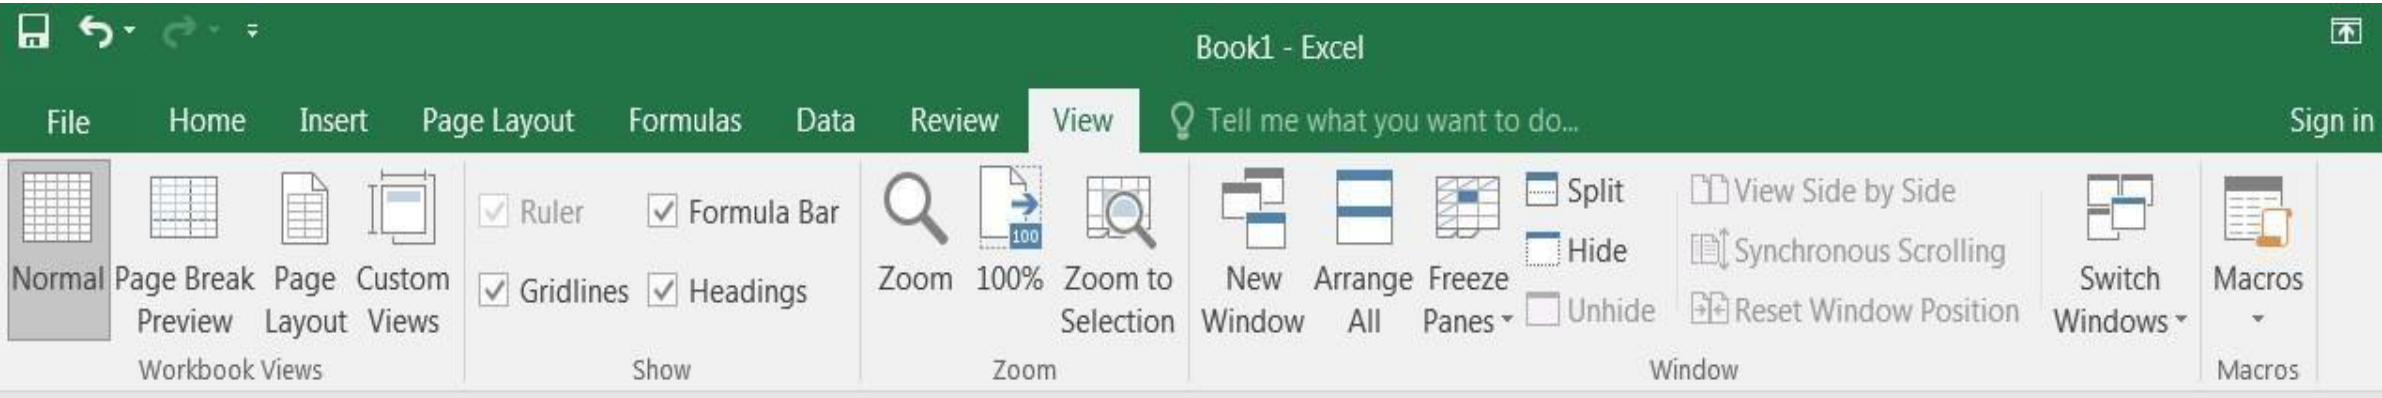 Book1 - Excel
File Home Insert Page Layout Formulas Data Review View Tell me what you want to do... Sign in
Normal
Page Break
Preview
Page
Layout
Custom
Views
Workbook Views
Ruler
Formula Bar
Gridlines
Headings
Show
Zoom
100
100%
Zoom to
Selection
Zoom
New
Window
Arrange
All
Freeze
Panes
Split
Hide
Unhide
View Side by Side
Synchronous Scrolling
Reset Window Position
Switch
Windows
Window
Macros
Macros